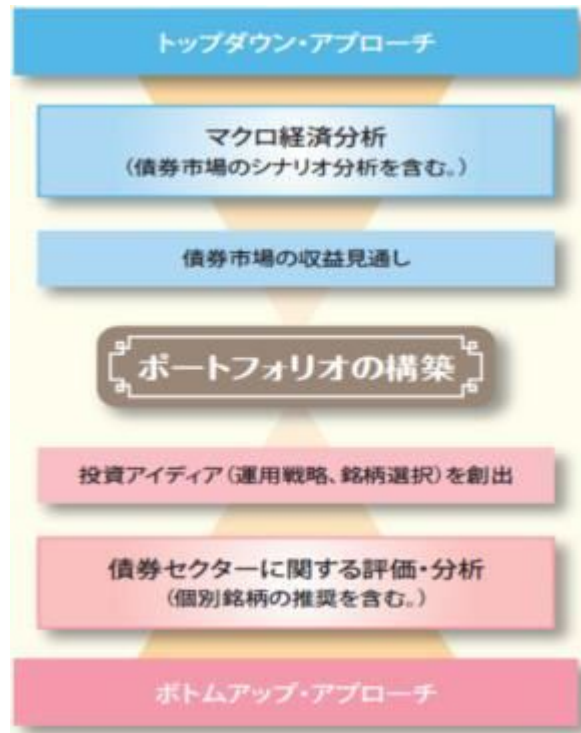 トップダウン・アプローチ
マクロ経済分析
(債券市場のシナリオ分析を含む。)
債券市場の収益見通し
ポートフォリオの構築
投資アイディア(運用戦略、銘柄選択)を創出
債券セクターに関する評価・分析
(個別銘柄の推奨を含む。)
ボトムアップ・アプローチ